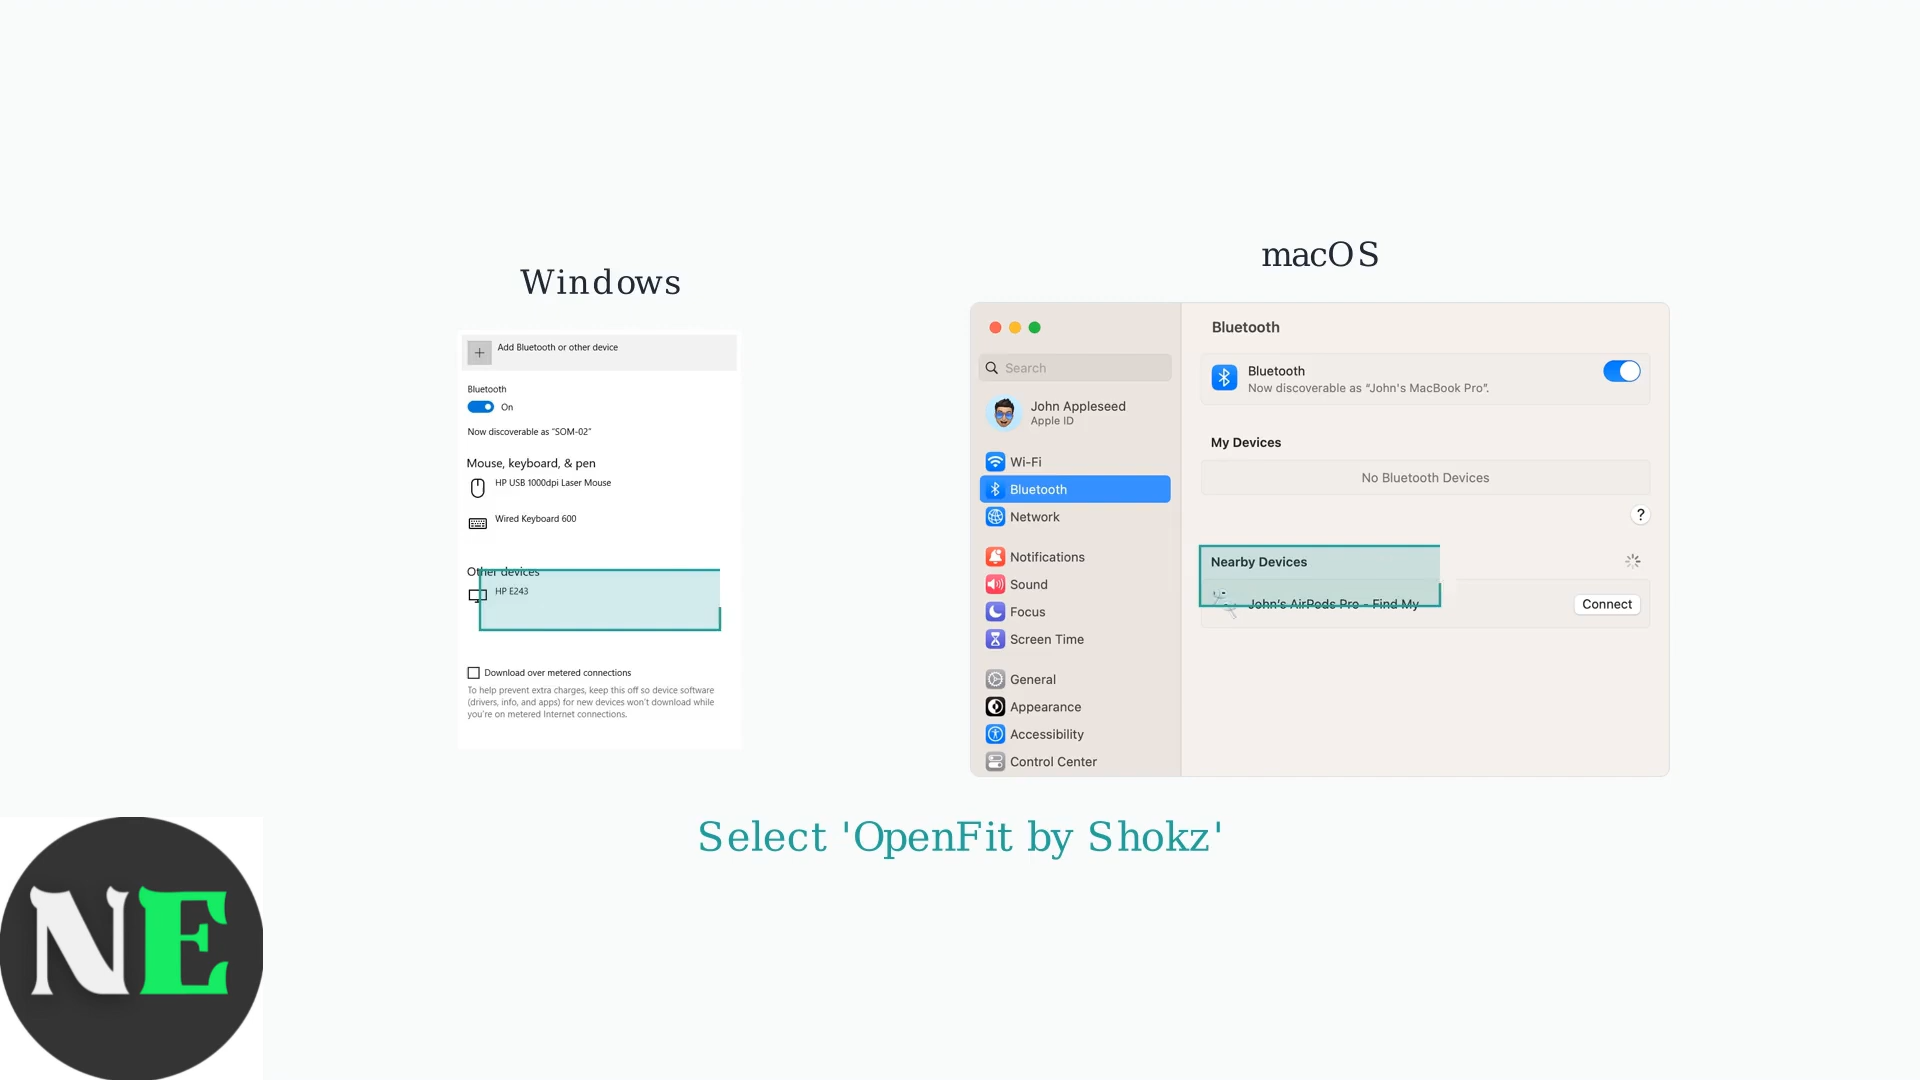 Windows
Add Bluetooth or other device
Bluetooth
On
Now discoverable as "SOM-02"
Mouse, keyboard, & pen
HP USB 1000dpi Laser Mouse
Wired Keyboard 600
Other devices
HP E243
Download over metered connections
To help prevent extra charges, keep this off so device software
(drivers, info, and apps) for new devices won't download while
you're on metered Internet connections.
macOS
Search
John Appleseed
Apple ID
Wi-Fi
Bluetooth
Network
Notifications
Sound
Focus
Screen Time
General
Appearance
Accessibility
Control Center
Bluetooth
Bluetooth
Now discoverable as “John's MacBook Pro”.
My Devices
No Bluetooth Devices
?
Nearby Devices
John's AirPods Pro - Find My
Connect
Select 'OpenFit by Shokz'
NE